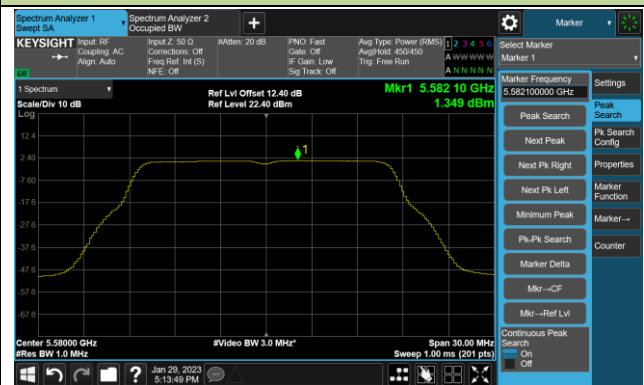 Spectrum Analyzer 1
Swept SA
Spectrum Analyzer 2
Occupied BW
+
Marker
KEYSIGHT
Input: RF
Coupling: AC
Align: Auto
Input Z: 50 Ω
Corrections: Off
Freq Ref: Int (S)
NFE: Off
#Atten: 20 dB
PNO: Fast
Gate: Off
IF Gain: Low
Sig Track: Off
Avg Type: Power (RMS)
Avg|Hold: 450/450
Trig: Free Run
1 2 3 4 5 6
A W W W W W
A N N N N N
Select Marker
Marker 1
LXI
1 Spectrum
Scale/Div 10 dB
Log
Ref Lvl Offset 12.40 dB
Ref Level 22.40 dBm
Mkr1 5.582 10 GHz
1.349 dBm
12.4
2.40
-7.60
-17.6
-27.6
-37.6
-47.6
-57.6
-67.6
1
Center 5.58000 GHz
#Res BW 1.0 MHz
#Video BW 3.0 MHz*
Span 30.00 MHz
Sweep 1.00 ms (201 pts)
Marker Frequency
5.582100000 GHz
Peak Search
Next Peak
Next Pk Right
Next Pk Left
Minimum Peak
Pk-Pk Search
Marker Delta
Mkr→CF
Mkr→Ref Lvl
Continuous Peak
Search
On
Off
Settings
Peak
Search
Pk Search
Config
Properties
Marker
Function
Marker→
Counter
?
Jan 29, 2023
5:13:49 PM